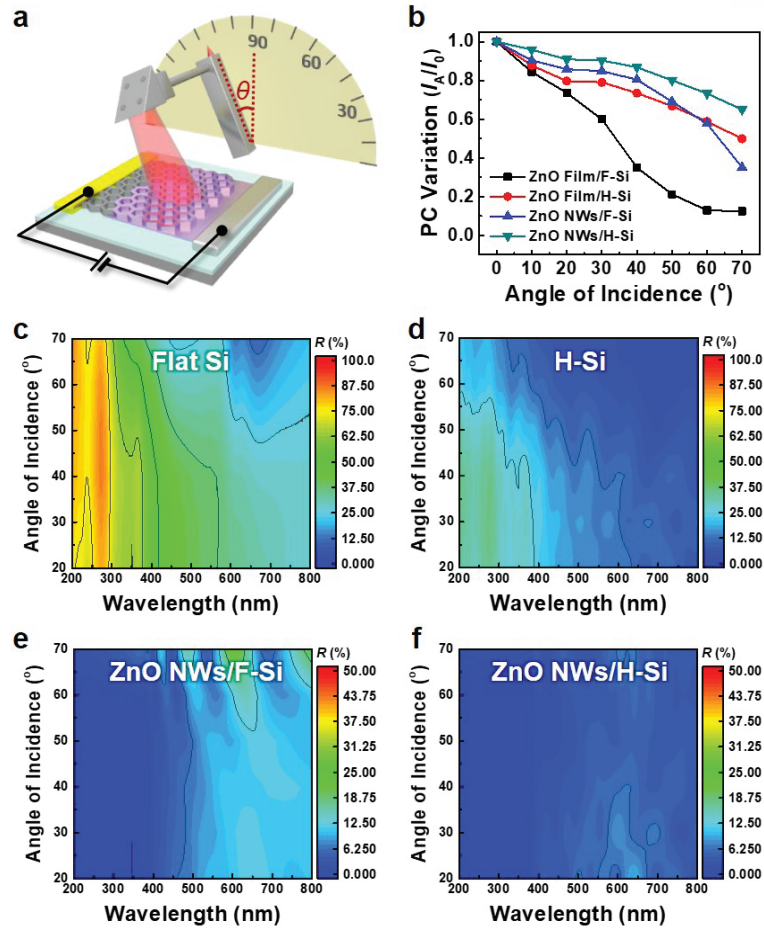 a
90
60
30
θ
b
PC Variation (I_A/I_0)
1.0
0.8
0.6
0.4
0.2
0.0
ZnO Film/F-Si
ZnO Film/H-Si
ZnO NWs/F-Si
ZnO NWs/H-Si
0 10 20 30 40 50 60 70
Angle of Incidence (°)
c
Angle of Incidence (°)
70
60
50
40
30
20
Flat Si
200 300 400 500 600 700 800
Wavelength (nm)
R (%)
100.0
87.50
75.00
62.50
50.00
37.50
25.00
12.50
0.000
d
Angle of Incidence (°)
70
60
50
40
30
20
H-Si
200 300 400 500 600 700 800
Wavelength (nm)
R (%)
100.0
87.50
75.00
62.50
50.00
37.50
25.00
12.50
0.000
e
Angle of Incidence (°)
70
60
50
40
30
20
ZnO NWs/F-Si
200 300 400 500 600 700 800
Wavelength (nm)
R (%)
50.00
43.75
37.50
31.25
25.00
18.75
12.50
6.250
0.000
f
Angle of Incidence (°)
70
60
50
40
30
20
ZnO NWs/H-Si
200 300 400 500 600 700 800
Wavelength (nm)
R (%)
50.00
43.75
37.50
31.25
25.00
18.75
12.50
6.250
0.000